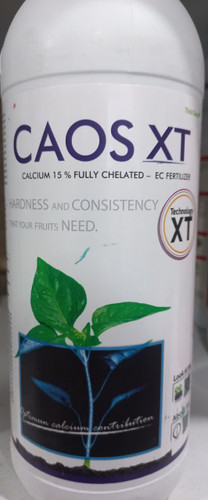 CAOS XT
CALCIUM 15 % FULLY CHELATED – EC FERTILIZER
HARDNESS AND CONSISTENCY
THAT YOUR FRUITS NEED.
Technology
XT
Optimum calcium contribution